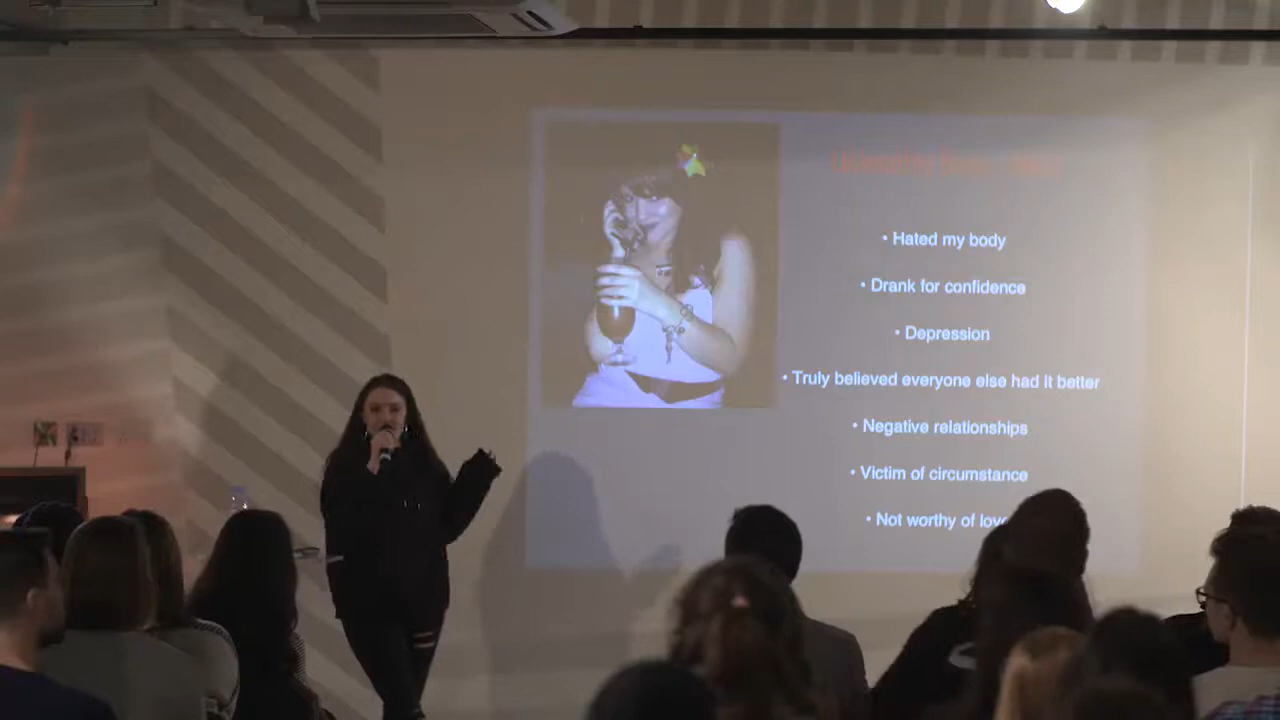 • Hated my body
• Drank for confidence
• Depression
• Truly believed everyone else had it better
• Negative relationships
• Victim of circumstance
• Not worthy of love